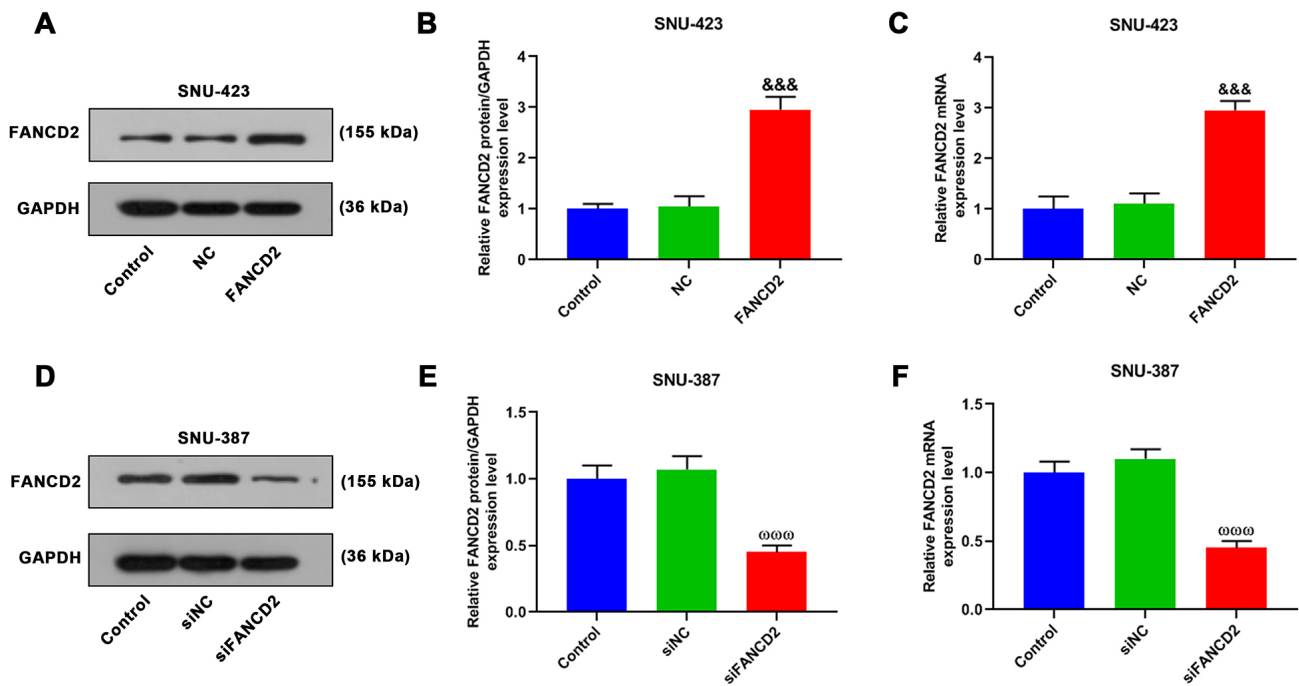 A
SNU-423
FANCD2
(155 kDa)
GAPDH
(36 kDa)
Control
NC
FANCD2
B
SNU-423
Relative FANCD2 protein/GAPDH
expression level
4
3
2
1
0
&&&
Control
NC
FANCD2
C
SNU-423
Relative FANCD2 mRNA
expression level
4
3
2
1
0
&&&
Control
NC
FANCD2
D
SNU-387
FANCD2
(155 kDa)
GAPDH
(36 kDa)
Control
siNC
siFANCD2
E
SNU-387
Relative FANCD2 protein/GAPDH
expression level
1.5
1.0
0.5
0.0
ωωω
Control
siNC
siFANCD2
F
SNU-387
Relative FANCD2 mRNA
expression level
1.5
1.0
0.5
0.0
ωωω
Control
siNC
siFANCD2